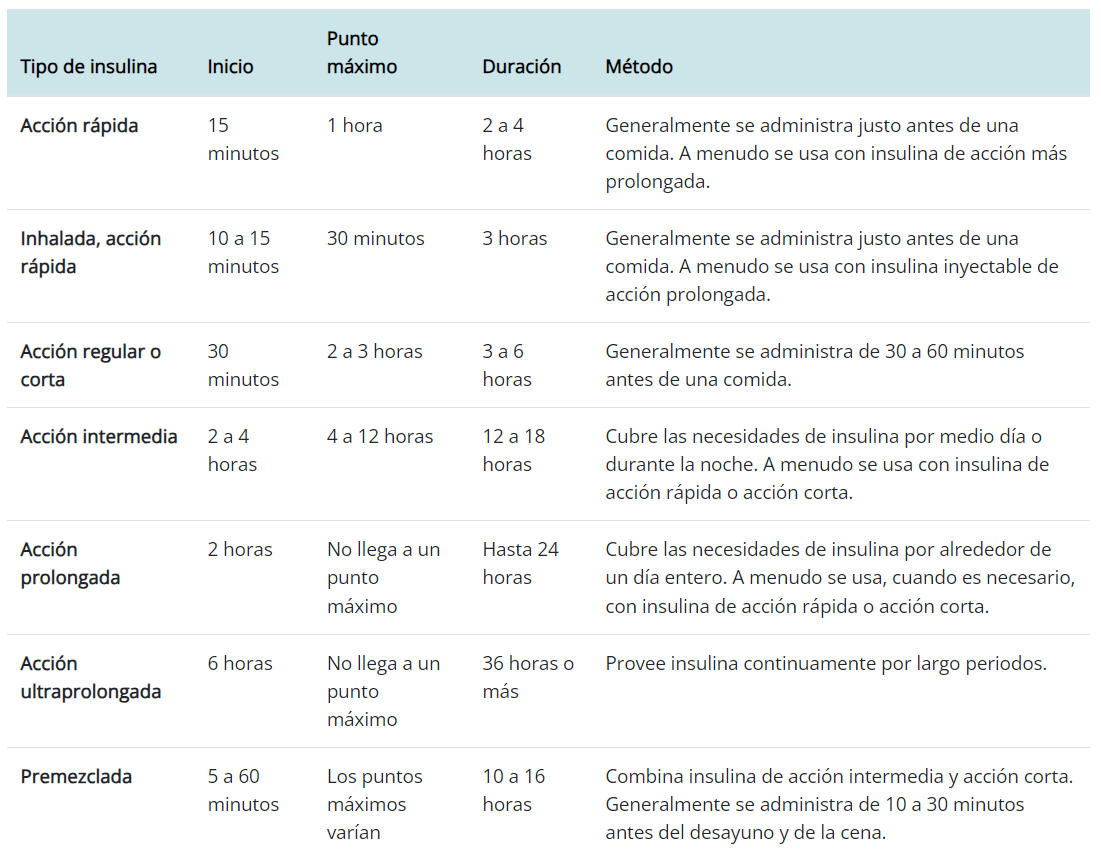 Tipo de insulina Inicio Punto máximo Duración Método
Acción rápida 15 minutos 1 hora 2 a 4 horas Generalmente se administra justo antes de una comida. A menudo se usa con insulina de acción más prolongada.
Inhalada, acción rápida 10 a 15 minutos 30 minutos 3 horas Generalmente se administra justo antes de una comida. A menudo se usa con insulina inyectable de acción prolongada.
Acción regular o corta 30 minutos 2 a 3 horas 3 a 6 horas Generalmente se administra de 30 a 60 minutos antes de una comida.
Acción intermedia 2 a 4 horas 4 a 12 horas 12 a 18 horas Cubre las necesidades de insulina por medio día o durante la noche. A menudo se usa con insulina de acción rápida o acción corta.
Acción prolongada 2 horas No llega a un punto máximo Hasta 24 horas Cubre las necesidades de insulina por alrededor de un día entero. A menudo se usa, cuando es necesario, con insulina de acción rápida o acción corta.
Acción ultraprolongada 6 horas No llega a un punto máximo 36 horas o más Provee insulina continuamente por largo periodos.
Premezclada 5 a 60 minutos Los puntos máximos varían 10 a 16 horas Combina insulina de acción intermedia y acción corta. Generalmente se administra de 10 a 30 minutos antes del desayuno y de la cena.